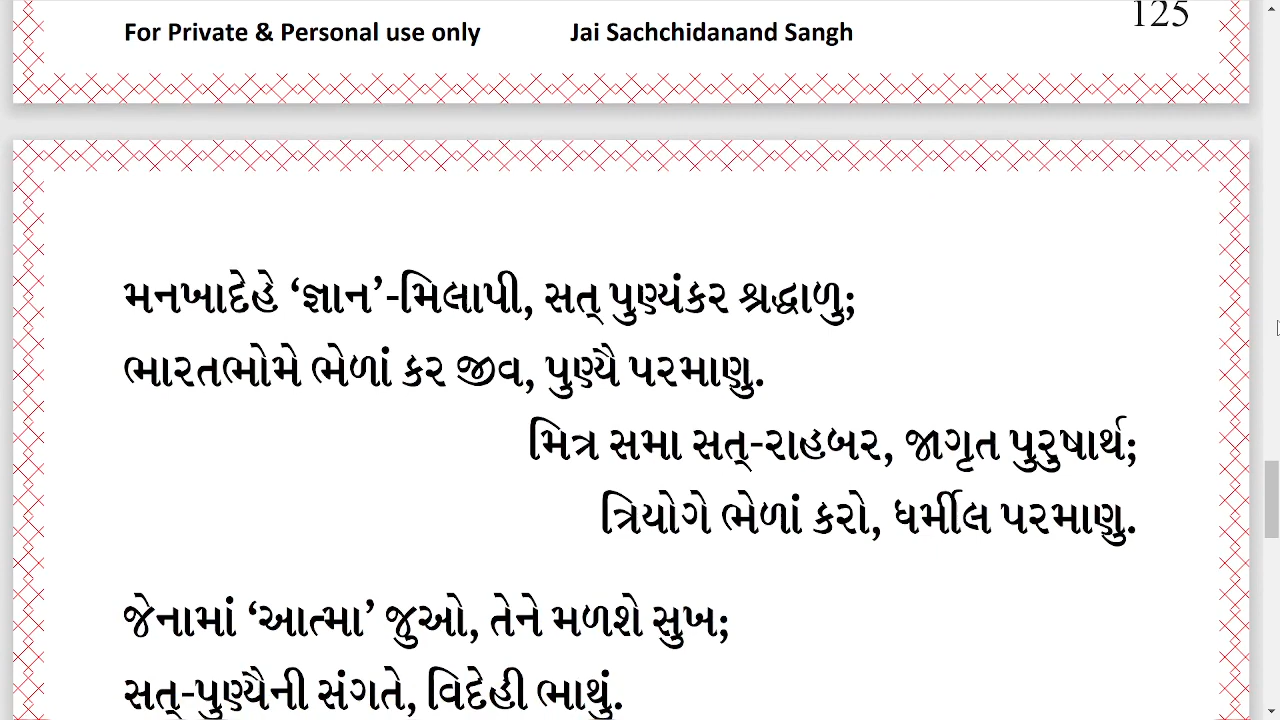 125
For Private & Personal use only Jai Sachchidanand Sangh
મનખાદેહે ‘જ્ઞાન’-મિલાપી, સત્ પુણ્યંકર શ્રદ્ધાળુ;
ભારતભોમે ભેળાં કર જીવ, પુણ્યૈ પરમાણુ.
મિત્ર સમા સત્-રાહબર, જાગૃત પુરુષાર્થ;
ત્રિયોગે ભેળાં કરો, ધર્મીલ પરમાણુ.
જેનામાં ‘આત્મા’ જુઓ, તેને મળશે સુખ;
સત્-પુણ્યૈની સંગતે, વિદેહી ભાથું.